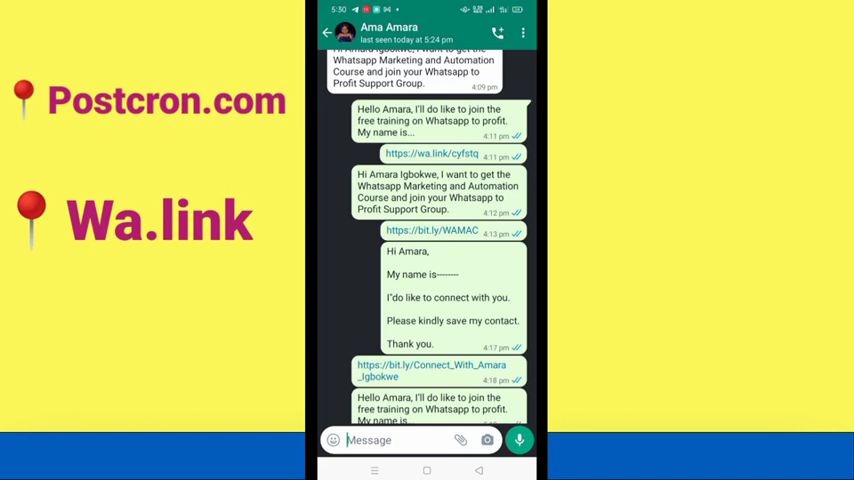 Postcron.com
Wa.link
5:30
Ama Amara
last seen today at 5:24 pm
Hi Amara Igbokwe, I want to get the
Whatsapp Marketing and Automation
Course and join your Whatsapp to
Profit Support Group.
4:09 pm
Hello Amara, I'll do like to join the
free training on Whatsapp to profit.
My name is...
4:11 pm
https://wa.link/cyfstq
4:11 pm
Hi Amara Igbokwe, I want to get the
Whatsapp Marketing and Automation
Course and join your Whatsapp to
Profit Support Group.
4:12 pm
https://bit.ly/WAMAC
4:13 pm
Hi Amara,
My name is--------
I"do like to connect with you.
Please kindly save my contact.
Thank you.
4:17 pm
https://bit.ly/Connect_With_Amara
_Igbokwe
4:18 pm
Hello Amara, I'll do like to join the
free training on Whatsapp to profit.
My name is
Message